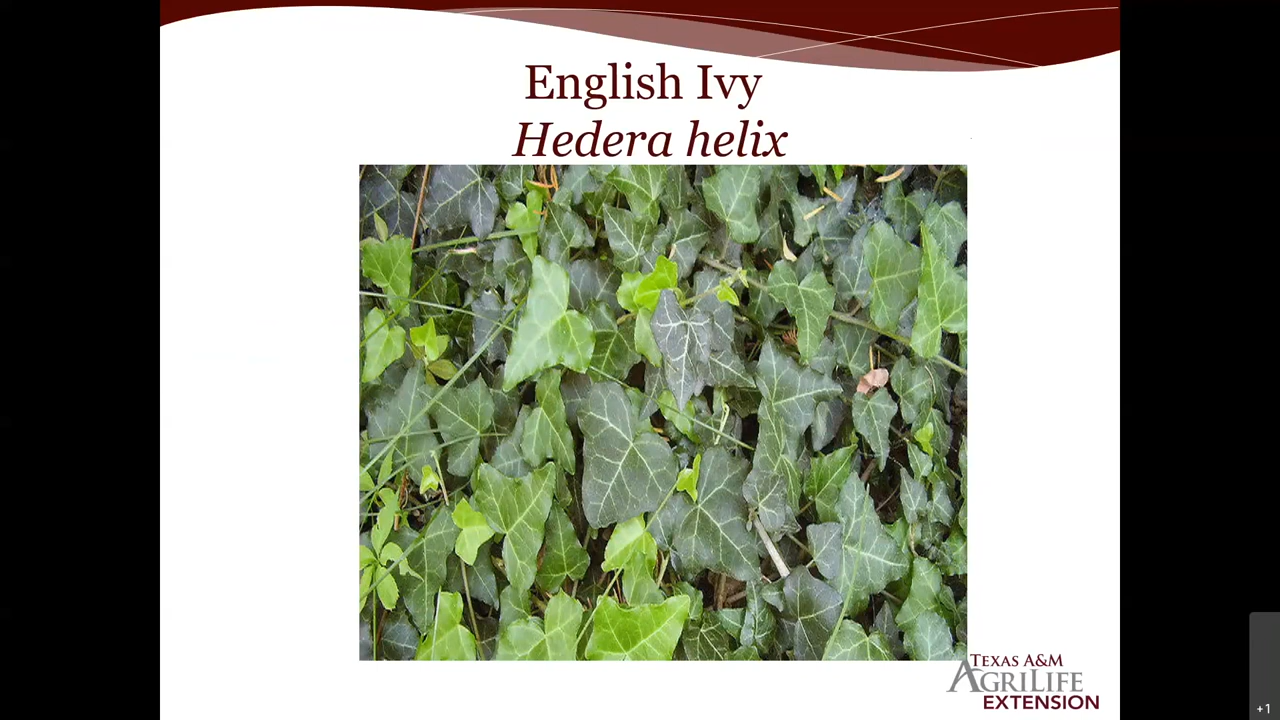 English Ivy
Hedera helix
TEXAS A&M
AGRILIFE
EXTENSION
+1